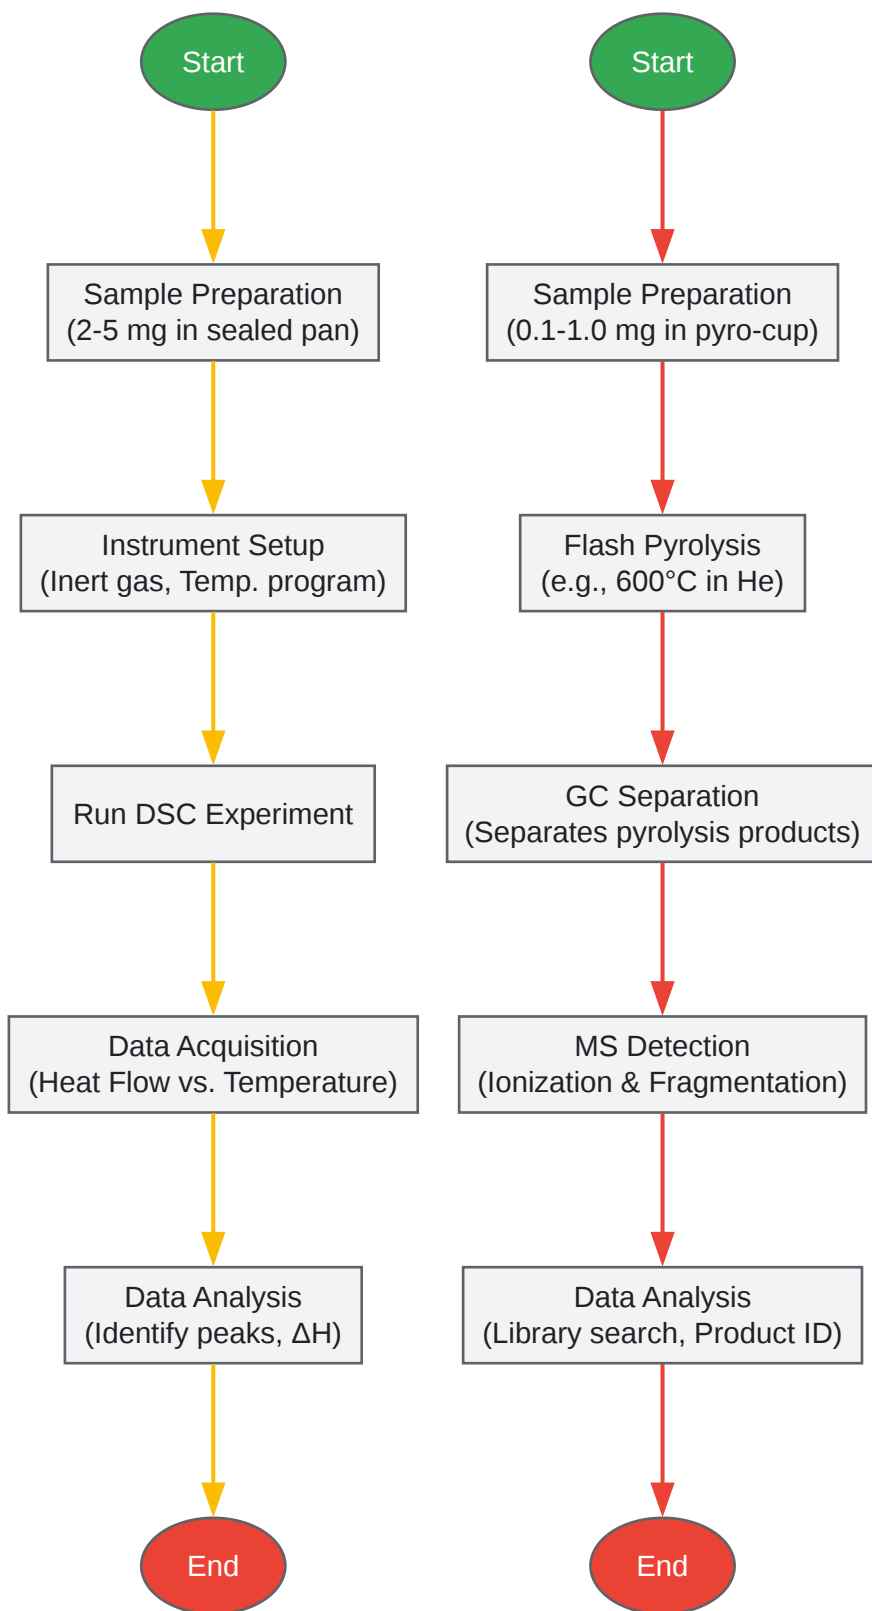 Start
Sample Preparation
(2-5 mg in sealed pan)
Instrument Setup
(Inert gas, Temp. program)
Run DSC Experiment
Data Acquisition
(Heat Flow vs. Temperature)
Data Analysis
(Identify peaks, ΔH)
End
Start
Sample Preparation
(0.1-1.0 mg in pyro-cup)
Flash Pyrolysis
(e.g., 600°C in He)
GC Separation
(Separates pyrolysis products)
MS Detection
(Ionization & Fragmentation)
Data Analysis
(Library search, Product ID)
End